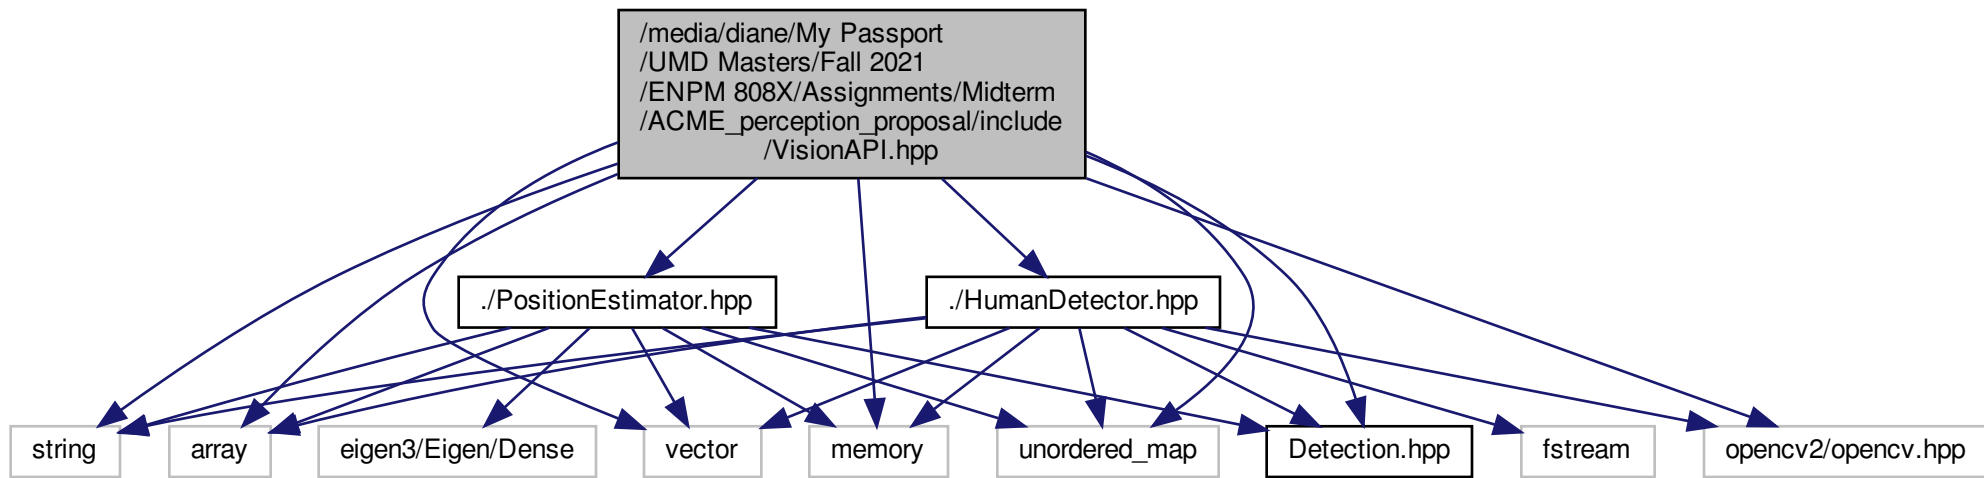 /media/diane/My Passport
/UMD Masters/Fall 2021
/ENPM 808X/Assignments/Midterm
/ACME_perception_proposal/include
/VisionAPI.hpp
./PositionEstimator.hpp
./HumanDetector.hpp
string
array
eigen3/Eigen/Dense
vector
memory
unordered_map
Detection.hpp
fstream
opencv2/opencv.hpp